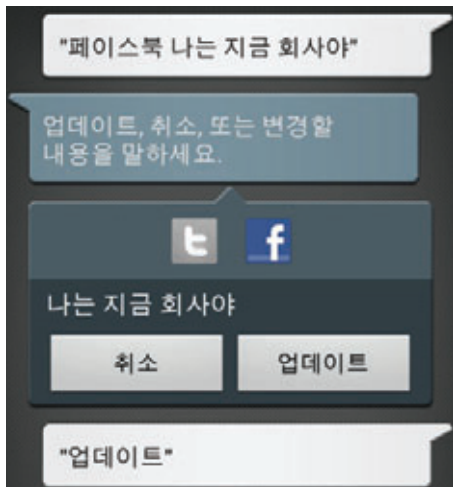 "페이스북 나는 지금 회사야"
업데이트, 취소, 또는 변경할
내용을 말하세요.
t f
나는 지금 회사야
취소 업데이트
"업데이트"